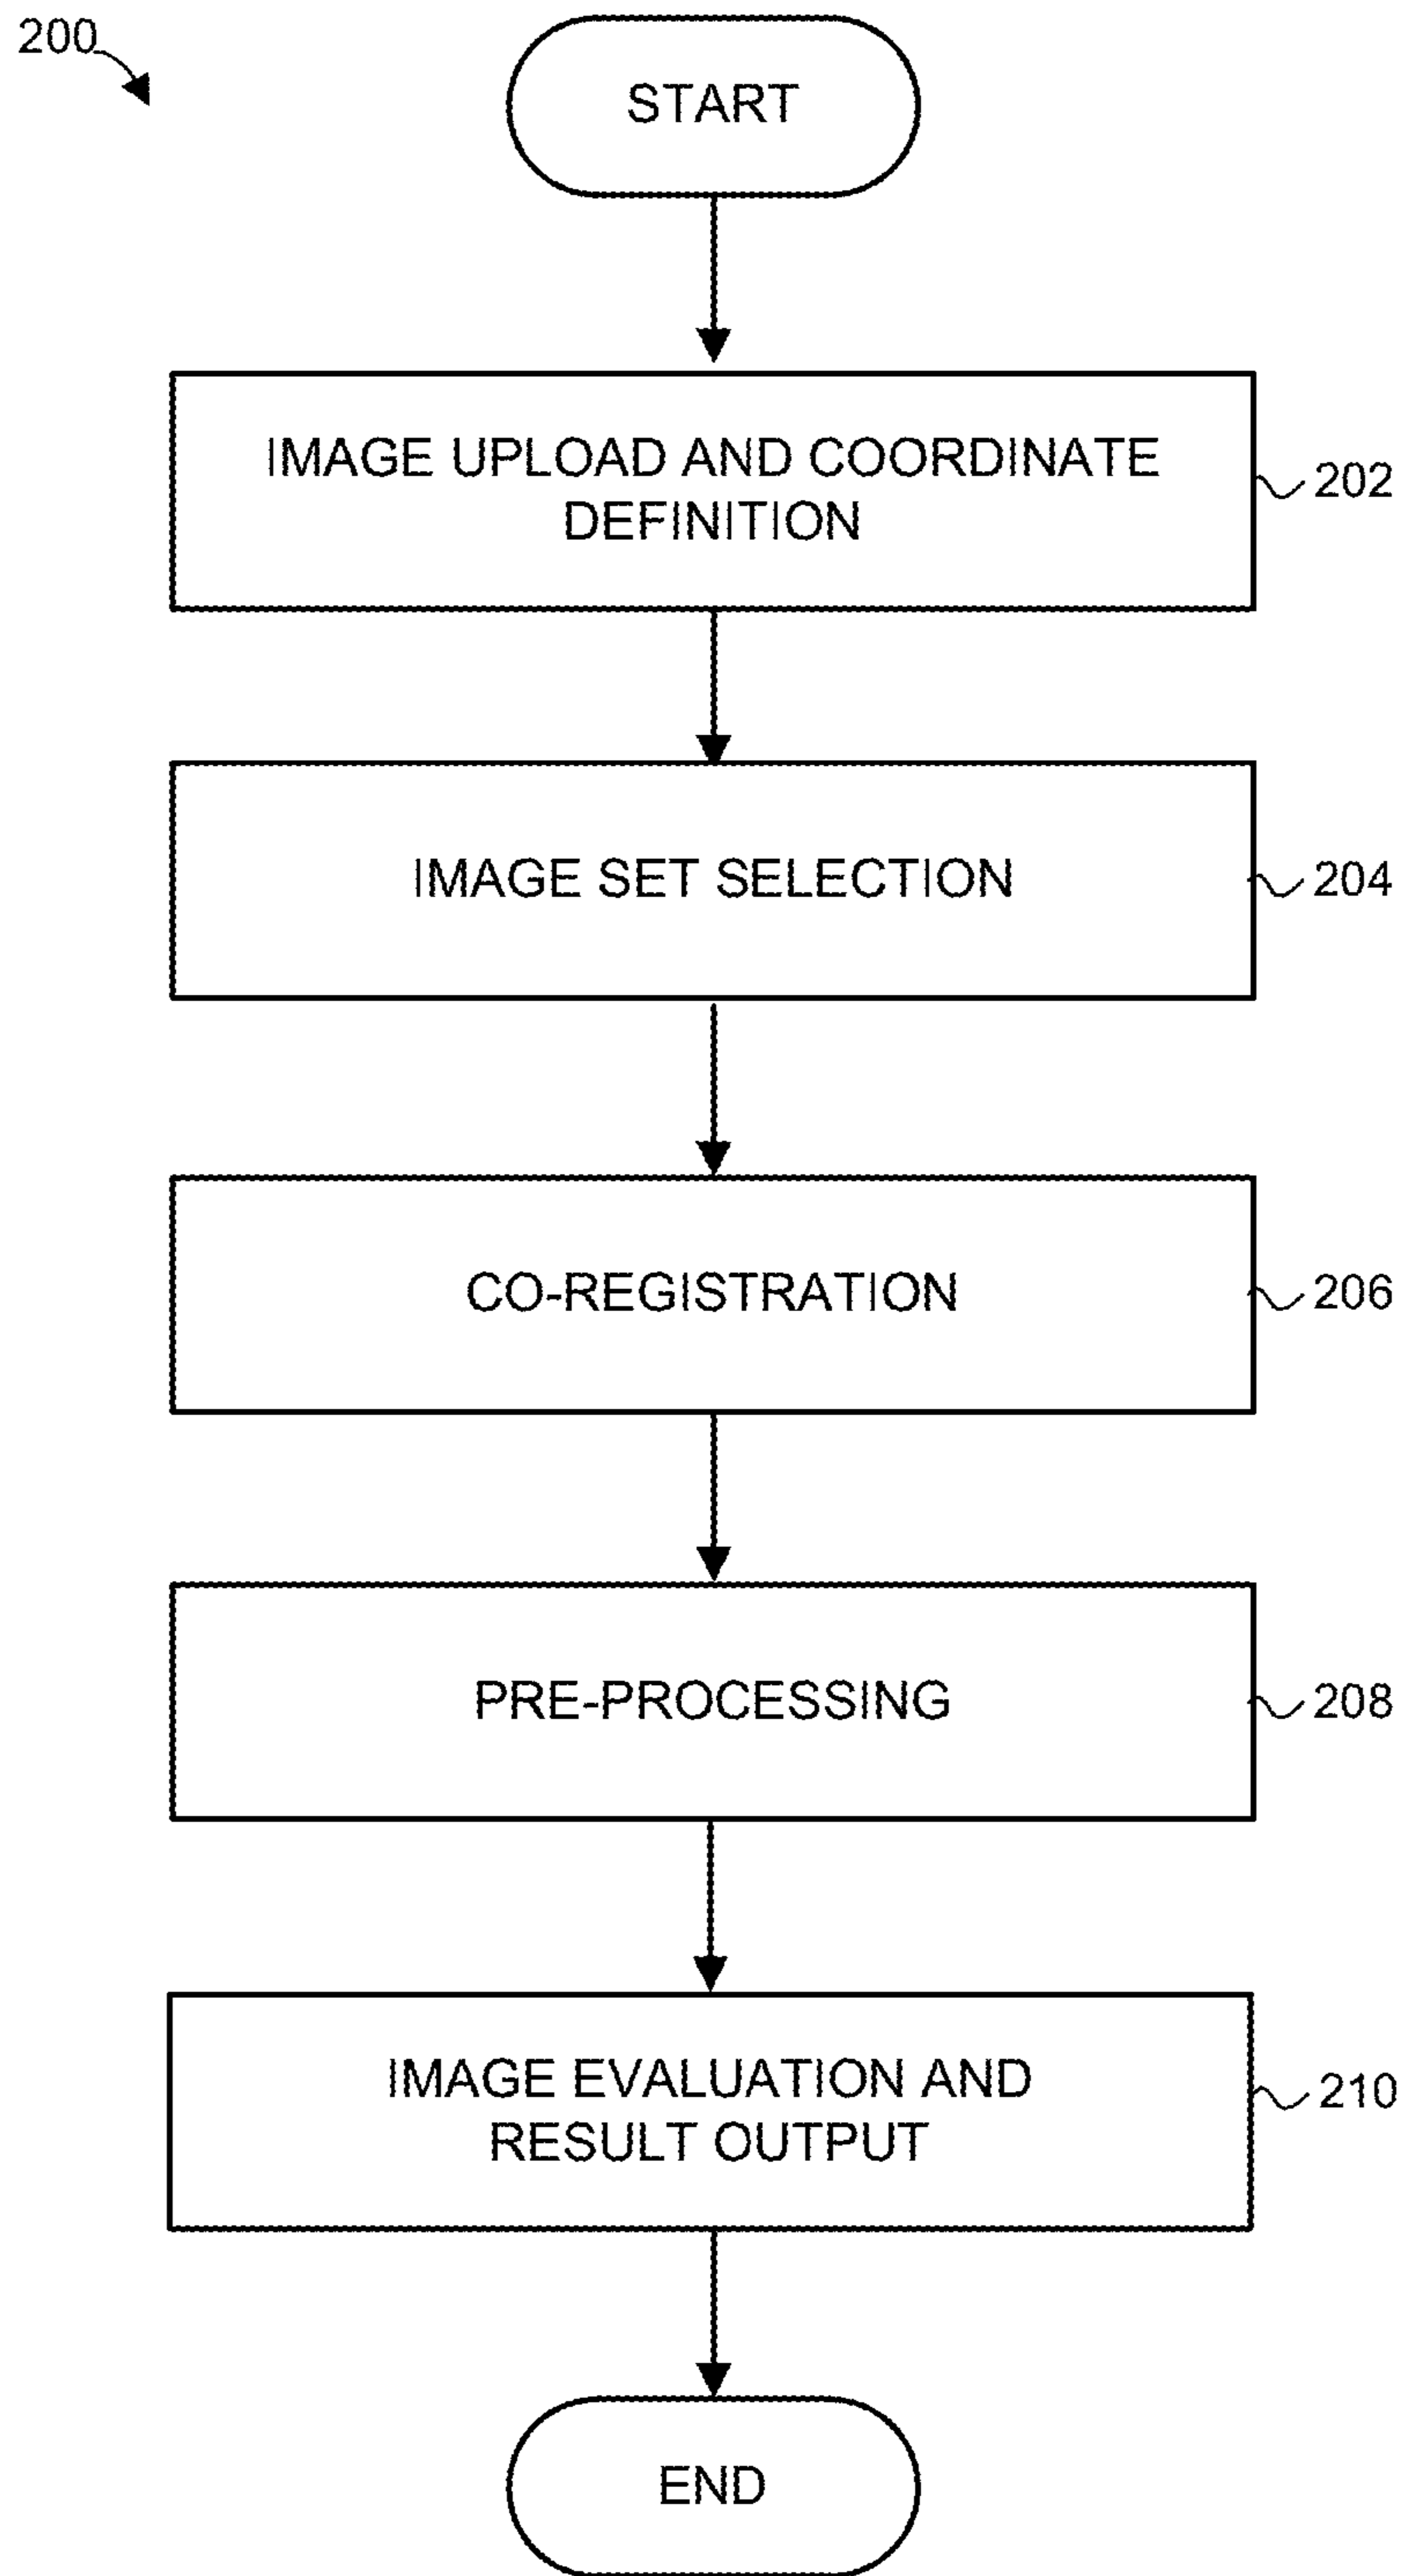 200
START
IMAGE UPLOAD AND COORDINATE
DEFINITION
202
IMAGE SET SELECTION
204
CO-REGISTRATION
206
PRE-PROCESSING
208
IMAGE EVALUATION AND
RESULT OUTPUT
210
END